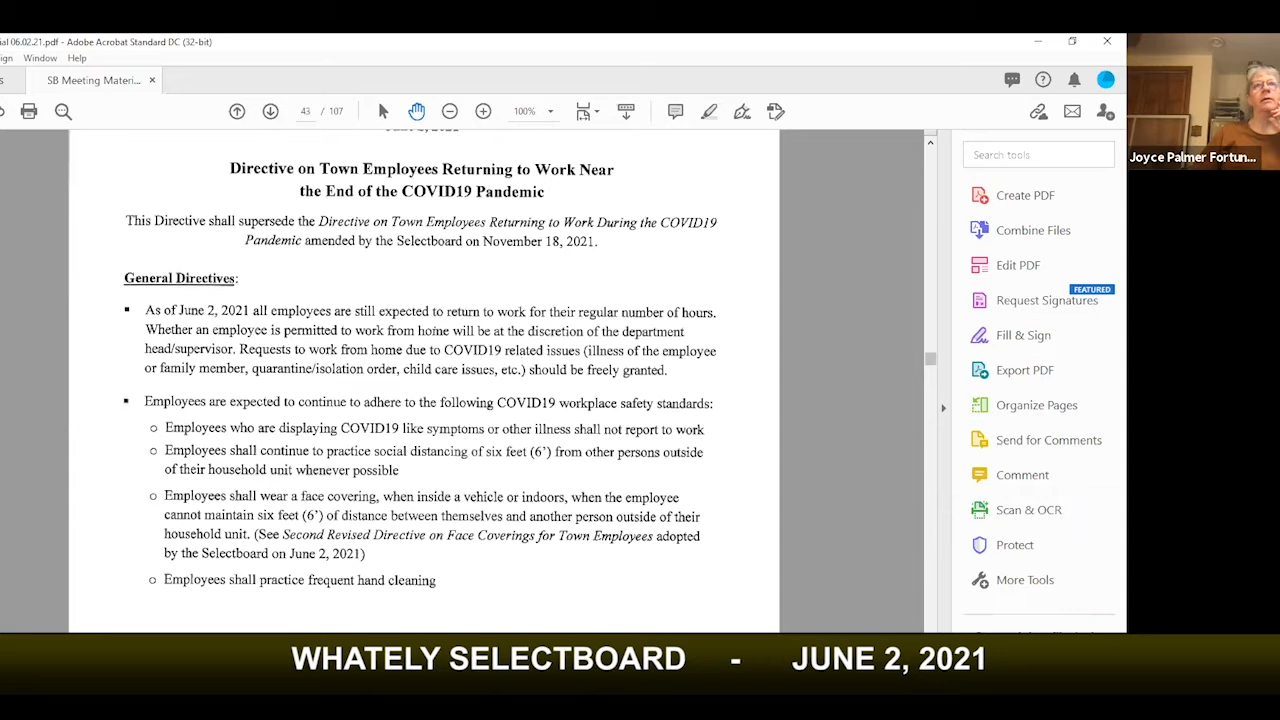 ial 06.02.21.pdf - Adobe Acrobat Standard DC (32-bit)
ign Window Help
s SB Meeting Materi... ×
43 / 107 100%
Directive on Town Employees Returning to Work Near
the End of the COVID19 Pandemic
This Directive shall supersede the Directive on Town Employees Returning to Work During the COVID19
Pandemic amended by the Selectboard on November 18, 2021.
General Directives:
▪ As of June 2, 2021 all employees are still expected to return to work for their regular number of hours.
Whether an employee is permitted to work from home will be at the discretion of the department
head/supervisor. Requests to work from home due to COVID19 related issues (illness of the employee
or family member, quarantine/isolation order, child care issues, etc.) should be freely granted.
▪ Employees are expected to continue to adhere to the following COVID19 workplace safety standards:
o Employees who are displaying COVID19 like symptoms or other illness shall not report to work
o Employees shall continue to practice social distancing of six feet (6') from other persons outside
of their household unit whenever possible
o Employees shall wear a face covering, when inside a vehicle or indoors, when the employee
cannot maintain six feet (6') of distance between themselves and another person outside of their
household unit. (See Second Revised Directive on Face Coverings for Town Employees adopted
by the Selectboard on June 2, 2021)
o Employees shall practice frequent hand cleaning
Search tools
Create PDF
Combine Files
Edit PDF
FEATURED
Request Signatures
Fill & Sign
Export PDF
Organize Pages
Send for Comments
Comment
Scan & OCR
Protect
More Tools
Joyce Palmer Fortun...
WHATELY SELECTBOARD - JUNE 2, 2021